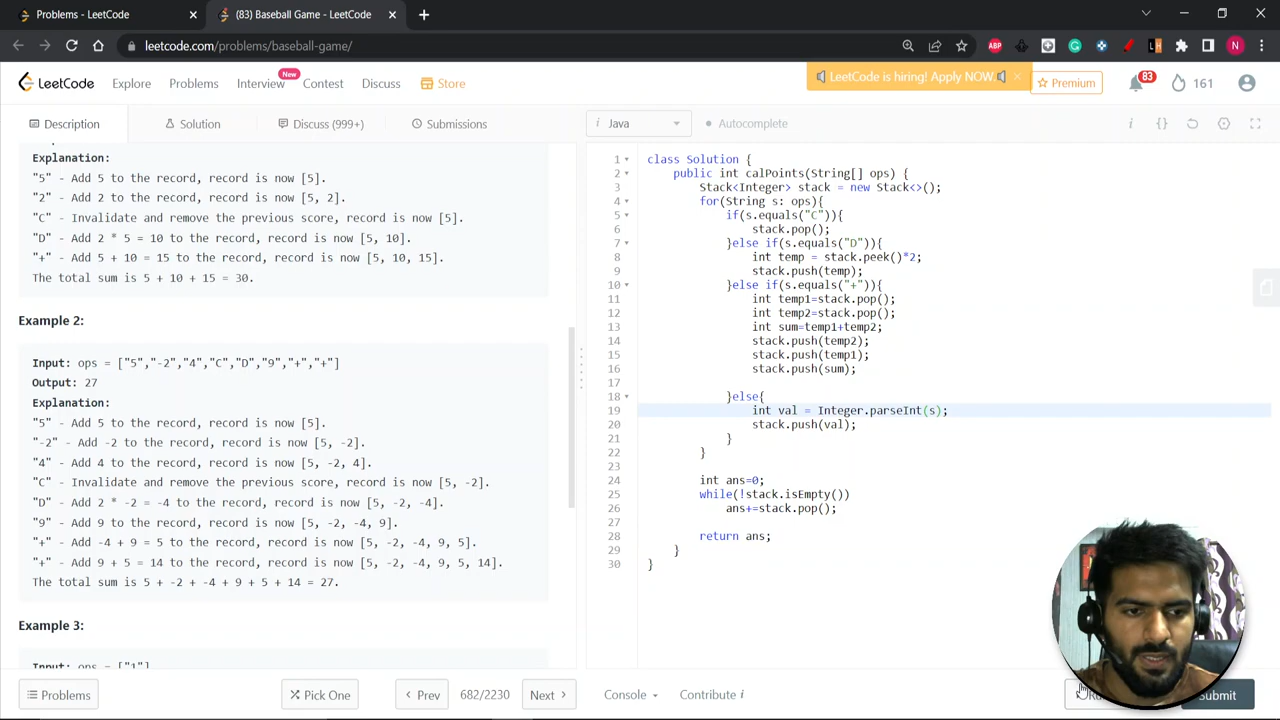 Problems - LeetCode
(83) Baseball Game - LeetCode
leetcode.com/problems/baseball-game/
ABP
LH
N
LeetCode
Explore
Problems
Interview
New
Contest
Discuss
Store
LeetCode is hiring! Apply NOW
Premium
83
161
Description
Solution
Discuss (999+)
Submissions
i Java
Autocomplete
i {}
Explanation:
"5" - Add 5 to the record, record is now [5].
"2" - Add 2 to the record, record is now [5, 2].
"C" - Invalidate and remove the previous score, record is now [5].
"D" - Add 2 * 5 = 10 to the record, record is now [5, 10].
"+" - Add 5 + 10 = 15 to the record, record is now [5, 10, 15].
The total sum is 5 + 10 + 15 = 30.
Example 2:
Input: ops = ["5","-2","4","C","D","9","+","+"]
Output: 27
Explanation:
"5" - Add 5 to the record, record is now [5].
"-2" - Add -2 to the record, record is now [5, -2].
"4" - Add 4 to the record, record is now [5, -2, 4].
"C" - Invalidate and remove the previous score, record is now [5, -2].
"D" - Add 2 * -2 = -4 to the record, record is now [5, -2, -4].
"9" - Add 9 to the record, record is now [5, -2, -4, 9].
"+" - Add -4 + 9 = 5 to the record, record is now [5, -2, -4, 9, 5].
"+" - Add 9 + 5 = 14 to the record, record is now [5, -2, -4, 9, 5, 14].
The total sum is 5 + -2 + -4 + 9 + 5 + 14 = 27.
Example 3:
Input: ops = ["1"]
1 class Solution {
2 public int calPoints(String[] ops) {
3 Stack<Integer> stack = new Stack<>();
4 for(String s: ops){
5 if(s.equals("C")){
6 stack.pop();
7 }else if(s.equals("D")){
8 int temp = stack.peek()*2;
9 stack.push(temp);
10 }else if(s.equals("+")){
11 int temp1=stack.pop();
12 int temp2=stack.pop();
13 int sum=temp1+temp2;
14 stack.push(temp2);
15 stack.push(temp1);
16 stack.push(sum);
17
18 }else{
19 int val = Integer.parseInt(s);
20 stack.push(val);
21 }
22 }
23
24 int ans=0;
25 while(!stack.isEmpty())
26 ans+=stack.pop();
27
28 return ans;
29 }
30 }
Problems
Pick One
Prev
682/2230
Next
Console
Contribute i
Submit